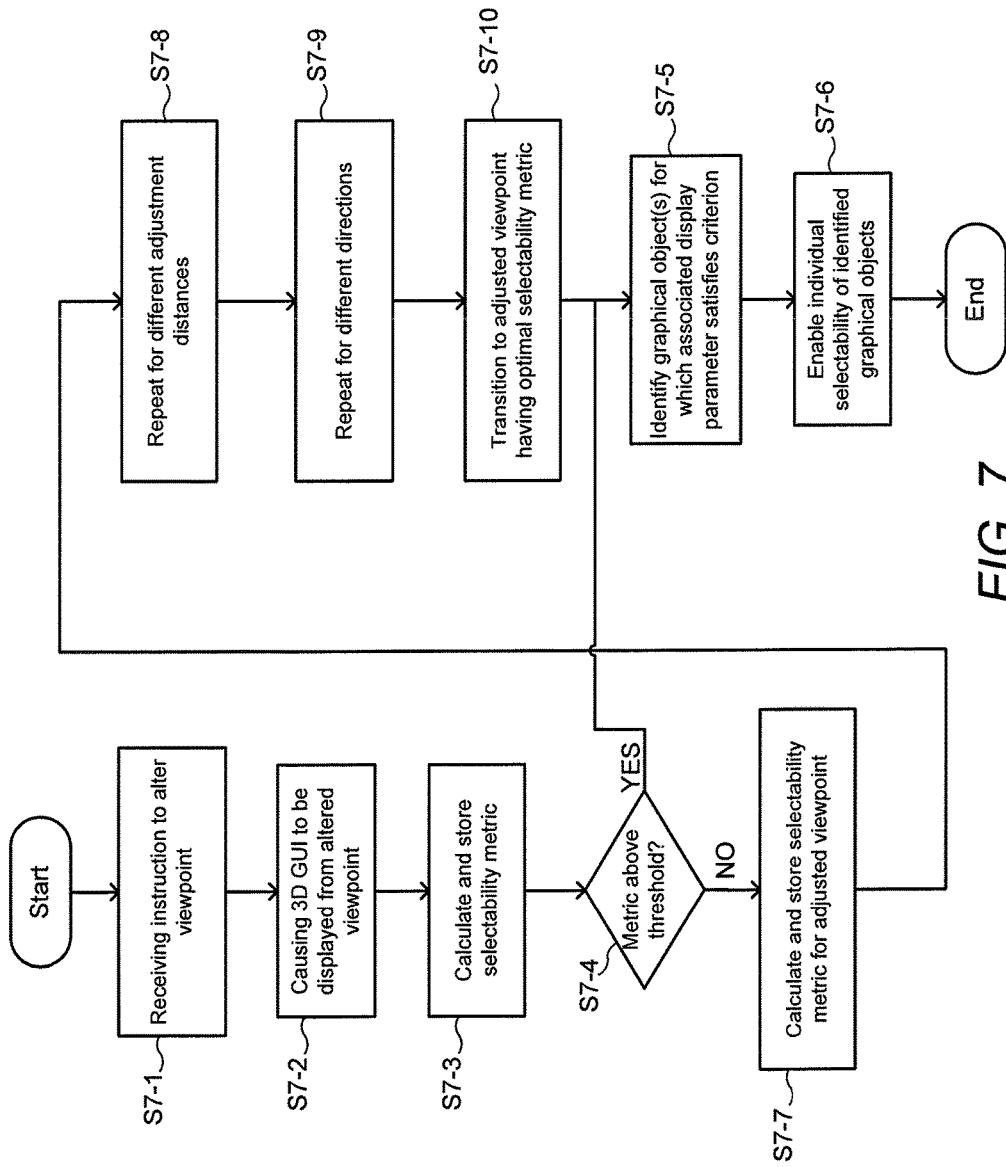 Start
Receiving instruction to alter
viewpoint
S7-1
Causing 3D GUI to be
displayed from altered
viewpoint
S7-2
Calculate and store
selectability metric
S7-3
Metric above
threshold?
S7-4
YES
NO
Calculate and store selectability
metric for adjusted viewpoint
S7-7
Repeat for different adjustment
distances
S7-8
Repeat for different directions
S7-9
Transition to adjusted viewpoint
having optimal selectability metric
S7-10
Identify graphical object(s) for
which associated display
parameter satisfies criterion
S7-5
Enable individual
selectability of identified
graphical objects
S7-6
End
FIG. 7